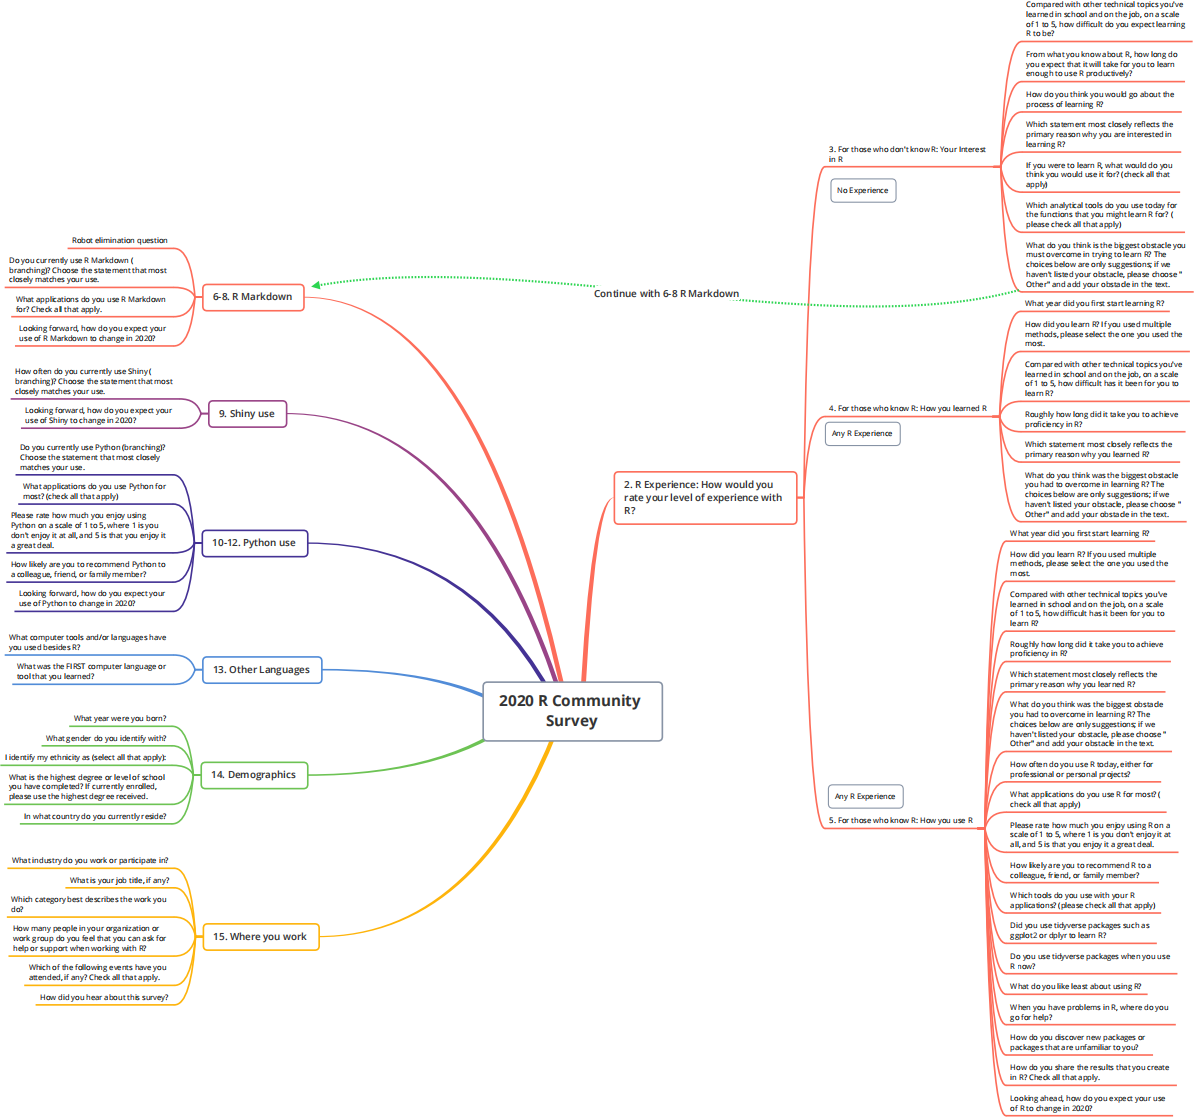 2020 R Community
Survey
2. R Experience: How would you
rate your level of experience with
R?
3. For those who don't know R: Your Interest
in R
No Experience
Compared with other technical topics you've
learned in school and on the job, on a scale
of 1 to 5, how difficult do you expect learning
R to be?
From what you know about R, how long do
you expect that it will take for you to learn
enough to use R productively?
How do you think you would go about the
process of learning R?
Which statement most closely reflects the
primary reason why you are interested in
learning R?
If you were to learn R, what would do you
think you would use it for? (check all that
apply)
Which analytical tools do you use today for
the functions that you might learn R for? (
please check all that apply)
What do you think is the biggest obstacle you
must overcome in trying to learn R? The
choices below are only suggestions; if we
haven't listed your obstacle, please choose "
Other" and add your obstacle in the text.
Continue with 6-8 R Markdown
4. For those who know R: How you learned R
Any R Experience
What year did you first start learning R?
How did you learn R? If you used multiple
methods, please select the one you used the
most.
Compared with other technical topics you've
learned in school and on the job, on a scale
of 1 to 5, how difficult has it been for you to
learn R?
Roughly how long did it take you to achieve
proficiency in R?
Which statement most closely reflects the
primary reason why you learned R?
What do you think was the biggest obstacle
you had to overcome in learning R? The
choices below are only suggestions; if we
haven't listed your obstacle, please choose "
Other" and add your obstacle in the text.
Any R Experience
5. For those who know R: How you use R
What year did you first start learning R?
How did you learn R? If you used multiple
methods, please select the one you used the
most.
Compared with other technical topics you've
learned in school and on the job, on a scale
of 1 to 5, how difficult has it been for you to
learn R?
Roughly how long did it take you to achieve
proficiency in R?
Which statement most closely reflects the
primary reason why you learned R?
What do you think was the biggest obstacle
you had to overcome in learning R? The
choices below are only suggestions; if we
haven't listed your obstacle, please choose "
Other" and add your obstacle in the text.
How often do you use R today, either for
professional or personal projects?
What applications do you use R for most? (
check all that apply)
Please rate how much you enjoy using R on a
scale of 1 to 5, where 1 is you don't enjoy it at
all, and 5 is that you enjoy it a great deal.
How likely are you to recommend R to a
colleague, friend, or family member?
Which tools do you use with your R
applications? (please check all that apply)
Did you use tidyverse packages such as
ggplot2 or dplyr to learn R?
Do you use tidyverse packages when you use
R now?
What do you like least about using R?
When you have problems in R, where do you
go for help?
How do you discover new packages or
packages that are unfamiliar to you?
How do you share the results that you create
in R? Check all that apply.
Looking ahead, how do you expect your use
of R to change in 2020?
6-8. R Markdown
Robot elimination question
Do you currently use R Markdown (
branching)? Choose the statement that most
closely matches your use.
What applications do you use R Markdown
for? Check all that apply.
Looking forward, how do you expect your
use of R Markdown to change in 2020?
9. Shiny use
How often do you currently use Shiny (
branching)? Choose the statement that most
closely matches your use.
Looking forward, how do you expect your
use of Shiny to change in 2020?
10-12. Python use
Do you currently use Python (branching)?
Choose the statement that most closely
matches your use.
What applications do you use Python for
most? (check all that apply)
Please rate how much you enjoy using
Python on a scale of 1 to 5, where 1 is you
don't enjoy it at all, and 5 is that you enjoy it
a great deal.
How likely are you to recommend Python to
a colleague, friend, or family member?
Looking forward, how do you expect your
use of Python to change in 2020?
13. Other Languages
What computer tools and/or languages have
you used besides R?
What was the FIRST computer language or
tool that you learned?
14. Demographics
What year were you born?
What gender do you identify with?
I identify my ethnicity as (select all that apply):
What is the highest degree or level of school
you have completed? If currently enrolled,
please use the highest degree received.
In what country do you currently reside?
15. Where you work
What industry do you work or participate in?
What is your job title, if any?
Which category best describes the work you
do?
How many people in your organization or
work group do you feel that you can ask for
help or support when working with R?
Which of the following events have you
attended, if any? Check all that apply.
How did you hear about this survey?